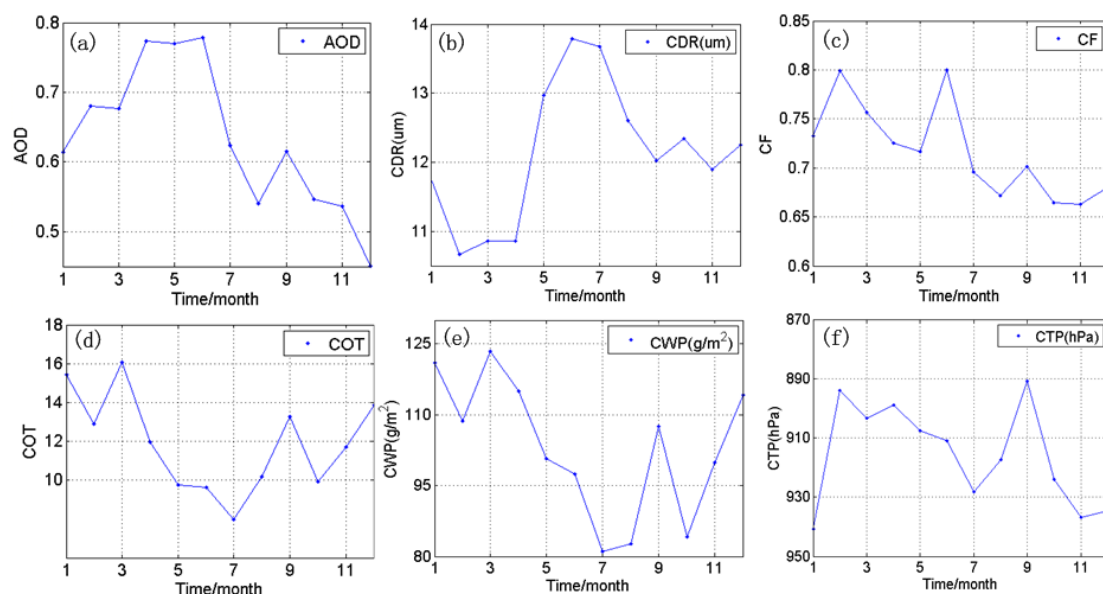 (a)
AOD
0.8
0.7
0.6
0.5
AOD
1 3 5 7 9 11
Time/month
(b)
CDR(um)
14
13
12
11
CDR(um)
1 3 5 7 9 11
Time/month
(c)
CF
0.85
0.8
0.75
0.7
0.65
0.6
CF
1 3 5 7 9 11
Time/month
(d)
COT
18
16
14
12
10
COT
1 3 5 7 9 11
Time/month
(e)
CWP(g/m²)
125
110
95
80
CWP(g/m²)
1 3 5 7 9 11
Time/month
(f)
CTP(hPa)
870
890
910
930
950
CTP(hPa)
1 3 5 7 9 11
Time/month